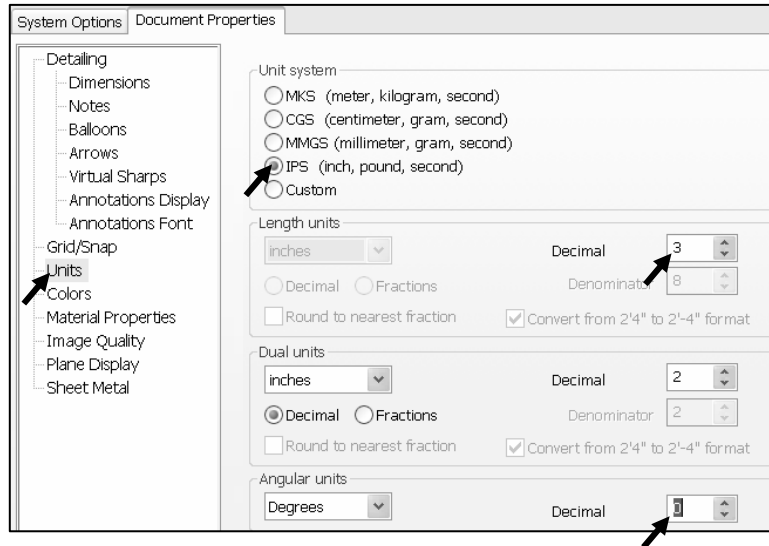 System Options Document Properties
Detailing
Dimensions
Notes
Balloons
Arrows
Virtual Sharps
Annotations Display
Annotations Font
Grid/Snap
Units
Colors
Material Properties
Image Quality
Plane Display
Sheet Metal
Unit system
MKS (meter, kilogram, second)
CGS (centimeter, gram, second)
MMGS (millimeter, gram, second)
IPS (inch, pound, second)
Custom
Length units
inches Decimal 3
Decimal Fractions Denominator 8
Round to nearest fraction Convert from 2'4" to 2'-4" format
Dual units
inches Decimal 2
Decimal Fractions Denominator 2
Round to nearest fraction Convert from 2'4" to 2'-4" format
Angular units
Degrees Decimal 0